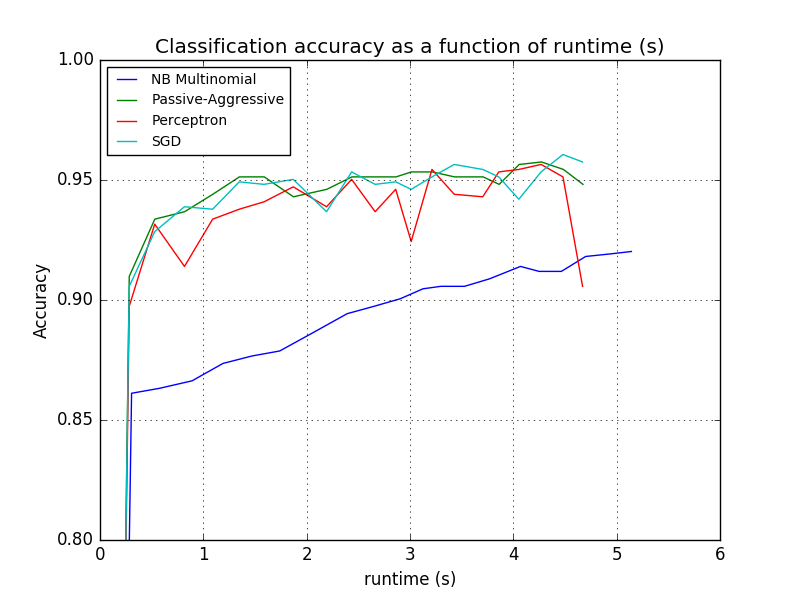 Classification accuracy as a function of runtime (s)
1.00
NB Multinomial
Passive-Aggressive
Perceptron
SGD
0.95
0.90
Accuracy
0.85
0.80
0 1 2 3 4 5 6
runtime (s)